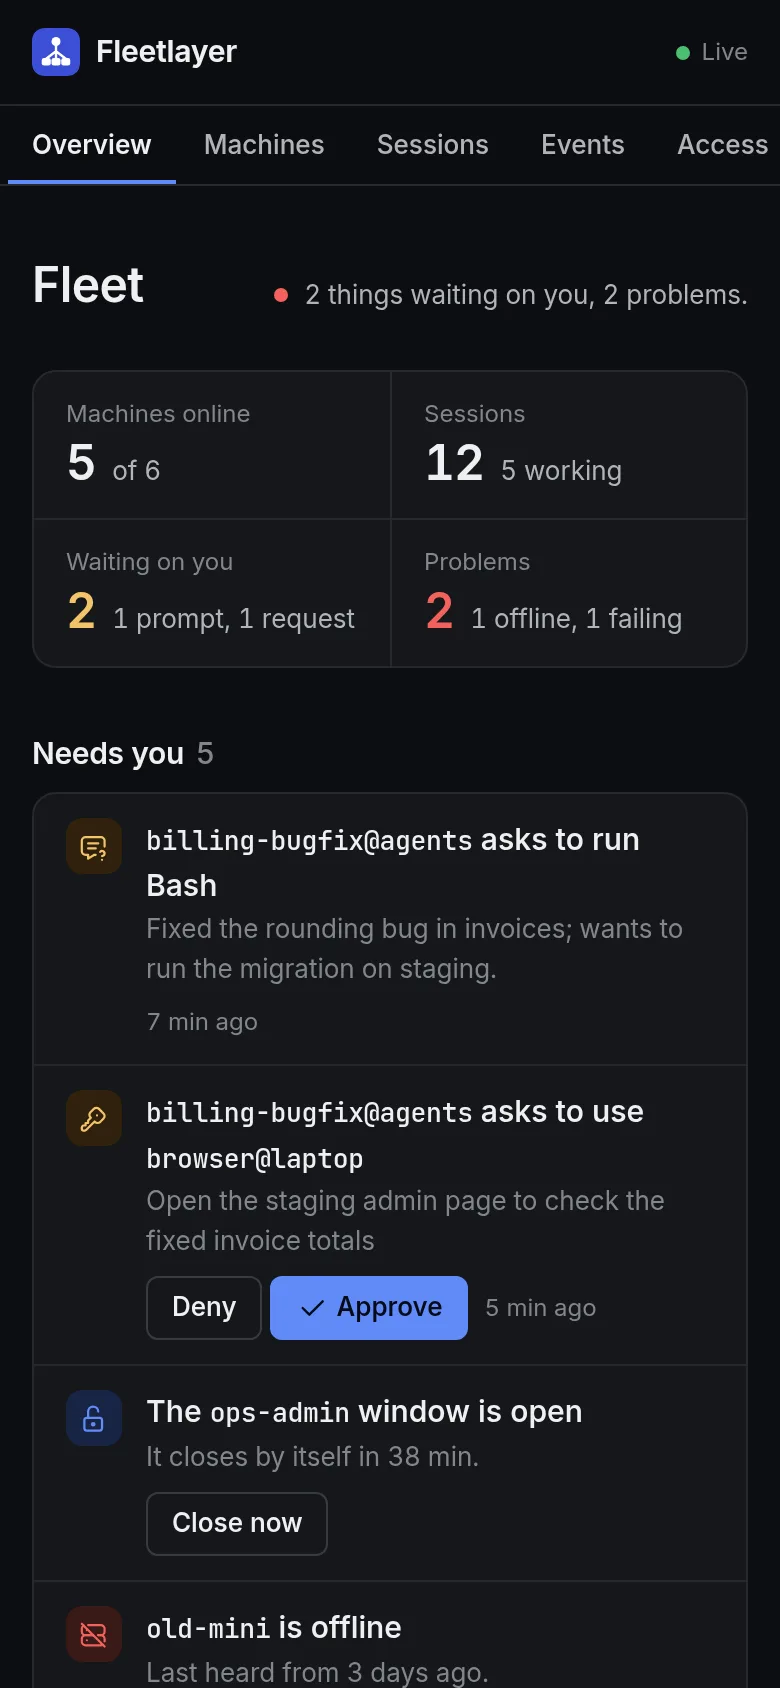 Fleetlayer
Live
Overview Machines Sessions Events Access
Fleet
2 things waiting on you, 2 problems.
Machines online
5 of 6
Sessions
12 5 working
Waiting on you
2 1 prompt, 1 request
Problems
2 1 offline, 1 failing
Needs you 5
billing-bugfix@agents asks to run
Bash
Fixed the rounding bug in invoices; wants to
run the migration on staging.
7 min ago
billing-bugfix@agents asks to use
browser@laptop
Open the staging admin page to check the
fixed invoice totals
Deny Approve 5 min ago
The ops-admin window is open
It closes by itself in 38 min.
Close now
old-mini is offline
Last heard from 3 days ago.